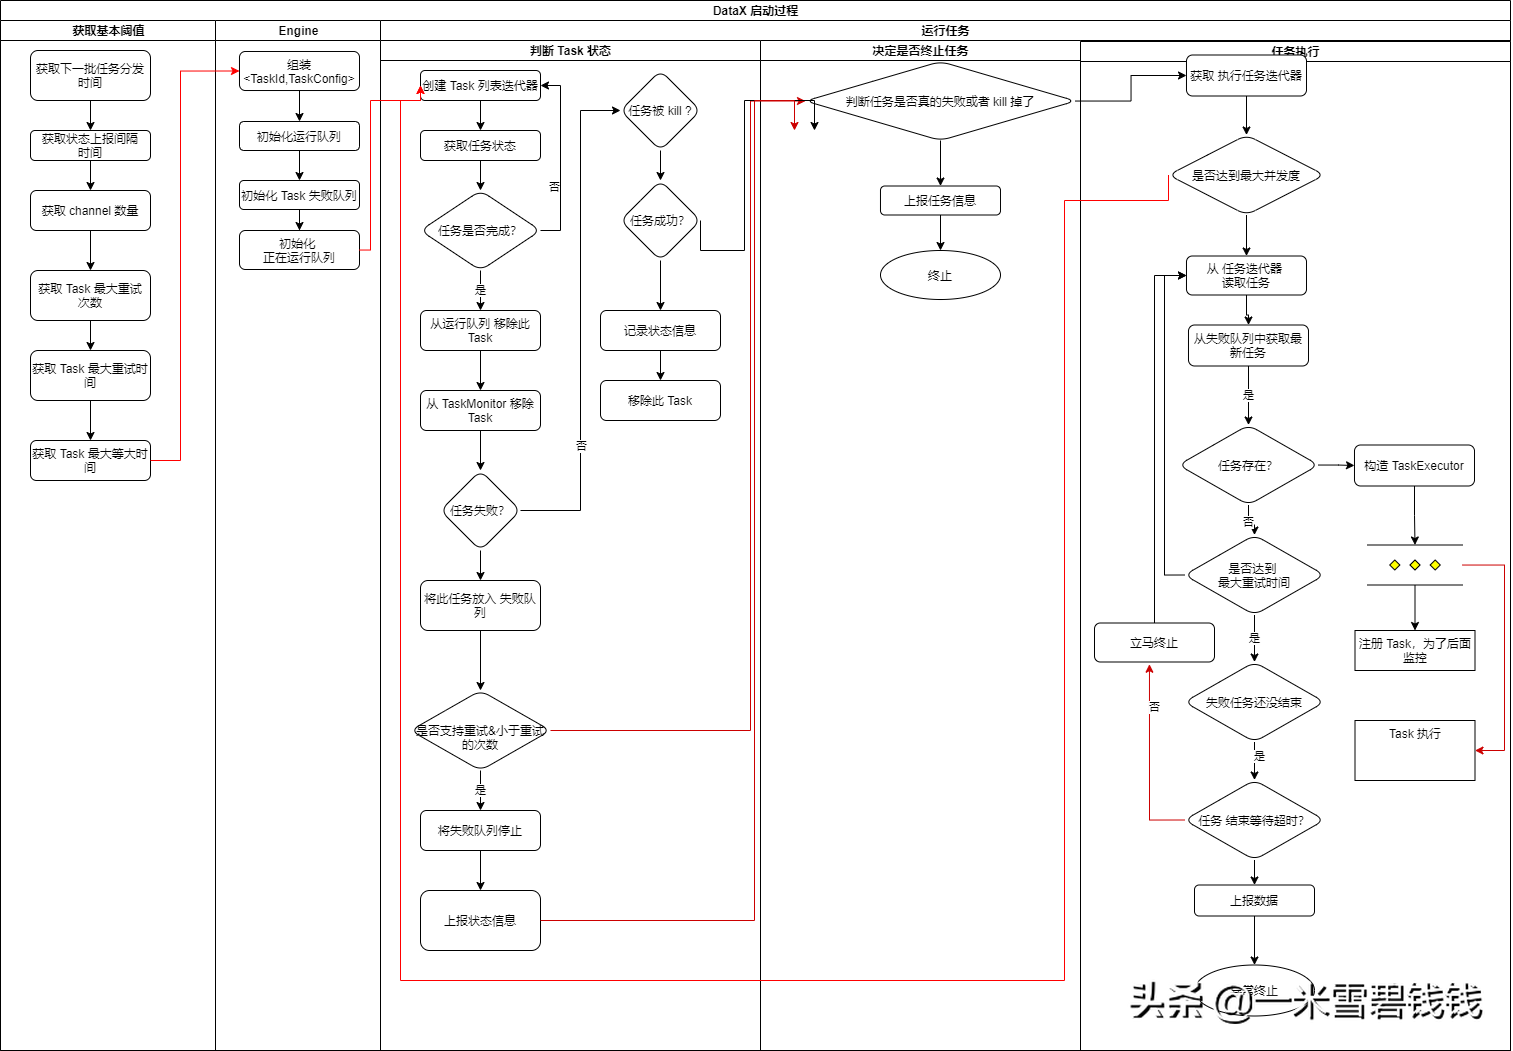 DataX 启动过程
获取基本阈值
Engine
运行任务
判断 Task 状态
决定是否终止任务
任务执行
获取下一批任务分发
时间
获取状态上报间隔
时间
获取 channel 数量
获取 Task 最大重试
次数
获取 Task 最大重试时
间
获取 Task 最大等大时
间
组装
<TaskId,TaskConfig>
初始化运行队列
初始化 Task 失败队列
初始化
正在运行队列
创建 Task 列表迭代器
获取任务状态
否
任务是否完成?
是
从运行队列 移除此
Task
从 TaskMonitor 移除
Task
任务失败?
否
将此任务放入 失败队
列
是否支持重试&小于重试
的次数
是
将失败队列停止
上报状态信息
任务被 kill ?
任务成功?
记录状态信息
移除此 Task
判断任务是否真的失败或者 kill 掉了
上报任务信息
终止
获取 执行任务迭代器
是否达到最大并发度
从 任务迭代器
读取任务
从失败队列中获取最
新任务
是
任务存在?
构造 TaskExecutor
否
是否达到
最大重试时间
注册 Task，为了后面
监控
立马终止
是
失败任务还没结束
否
是
Task 执行
任务 结束等待超时?
上报数据
终止
头条 @一米雪碧钱钱